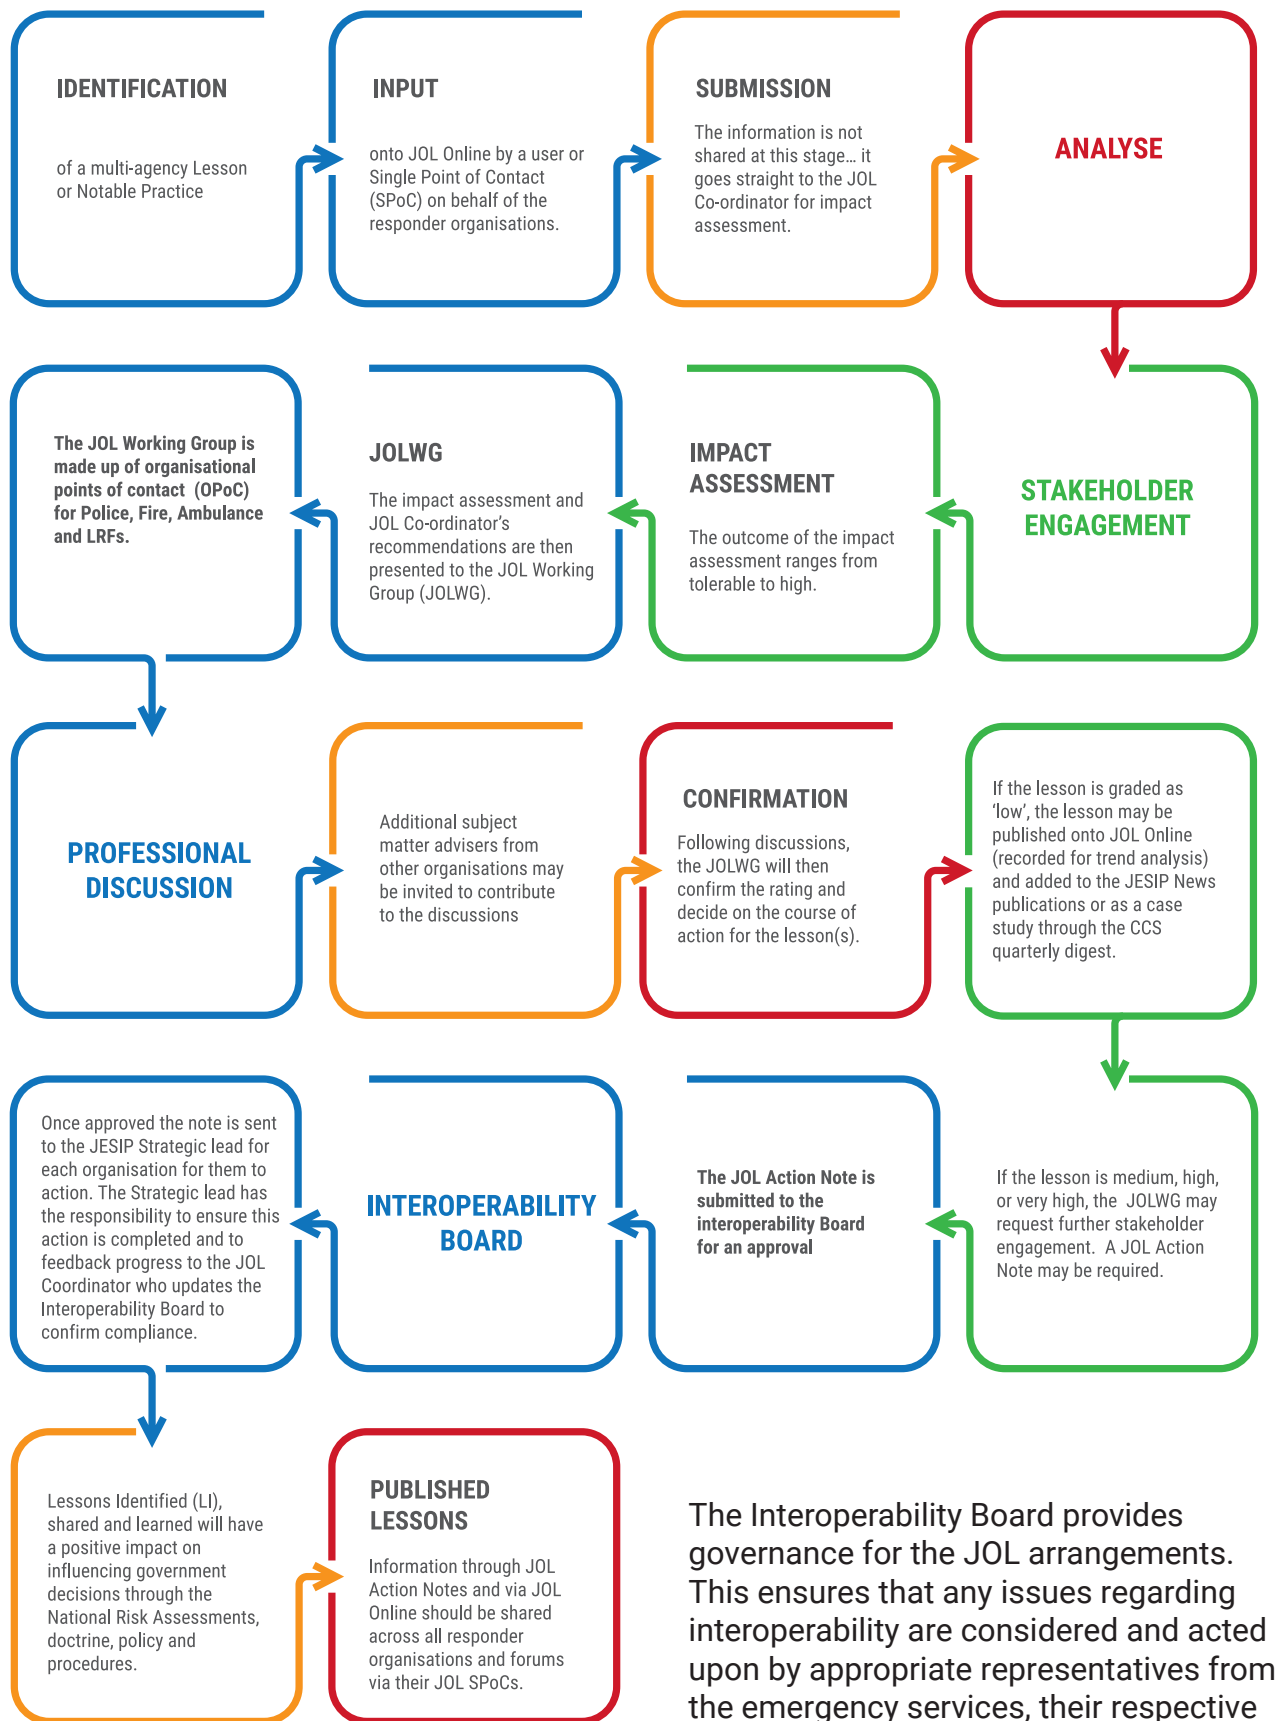 IDENTIFICATION
of a multi-agency Lesson
or Notable Practice
INPUT
onto JOL Online by a user or
Single Point of Contact
(SPoC) on behalf of the
responder organisations.
SUBMISSION
The information is not
shared at this stage... it
goes straight to the JOL
Co-ordinator for impact
assessment.
ANALYSE
STAKEHOLDER
ENGAGEMENT
IMPACT
ASSESSMENT
The outcome of the impact
assessment ranges from
tolerable to high.
JOLWG
The impact assessment and
JOL Co-ordinator's
recommendations are then
presented to the JOL Working
Group (JOLWG).
The JOL Working Group is
made up of organisational
points of contact (OPoC)
for Police, Fire, Ambulance
and LRFs.
PROFESSIONAL
DISCUSSION
Additional subject
matter advisers from
other organisations may
be invited to contribute
to the discussions
CONFIRMATION
Following discussions,
the JOLWG will then
confirm the rating and
decide on the course of
action for the lesson(s).
If the lesson is graded as
'low', the lesson may be
published onto JOL Online
(recorded for trend analysis)
and added to the JESIP News
publications or as a case
study through the CCS
quarterly digest.
If the lesson is medium, high,
or very high, the JOLWG may
request further stakeholder
engagement. A JOL Action
Note may be required.
The JOL Action Note is
submitted to the
interoperability Board
for an approval
INTEROPERABILITY
BOARD
Once approved the note is sent
to the JESIP Strategic lead for
each organisation for them to
action. The Strategic lead has
the responsibility to ensure this
action is completed and to
feedback progress to the JOL
Coordinator who updates the
Interoperability Board to
confirm compliance.
Lessons Identified (LI),
shared and learned will have
a positive impact on
influencing government
decisions through the
National Risk Assessments,
doctrine, policy and
procedures.
PUBLISHED
LESSONS
Information through JOL
Action Notes and via JOL
Online should be shared
across all responder
organisations and forums
via their JOL SPoCs.
The Interoperability Board provides
governance for the JOL arrangements.
This ensures that any issues regarding
interoperability are considered and acted
upon by appropriate representatives from
the emergency services, their respective